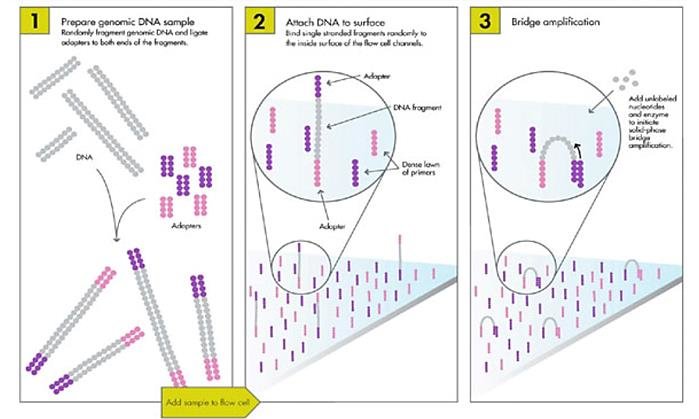 1
Prepare genomic DNA sample
Randomly fragment genomic DNA and ligate
adapters to both ends of the fragments.
DNA
Adapters
Add sample to flow cell
2
Attach DNA to surface
Bind single stranded fragments randomly to
the inside surface of the flow cell channels.
Adapter
DNA fragment
Dense lawn
of primers
Adapter
3
Bridge amplification
Add unlabeled
nucleotides
and enzyme
to initiate
solid-phase
bridge
amplification.